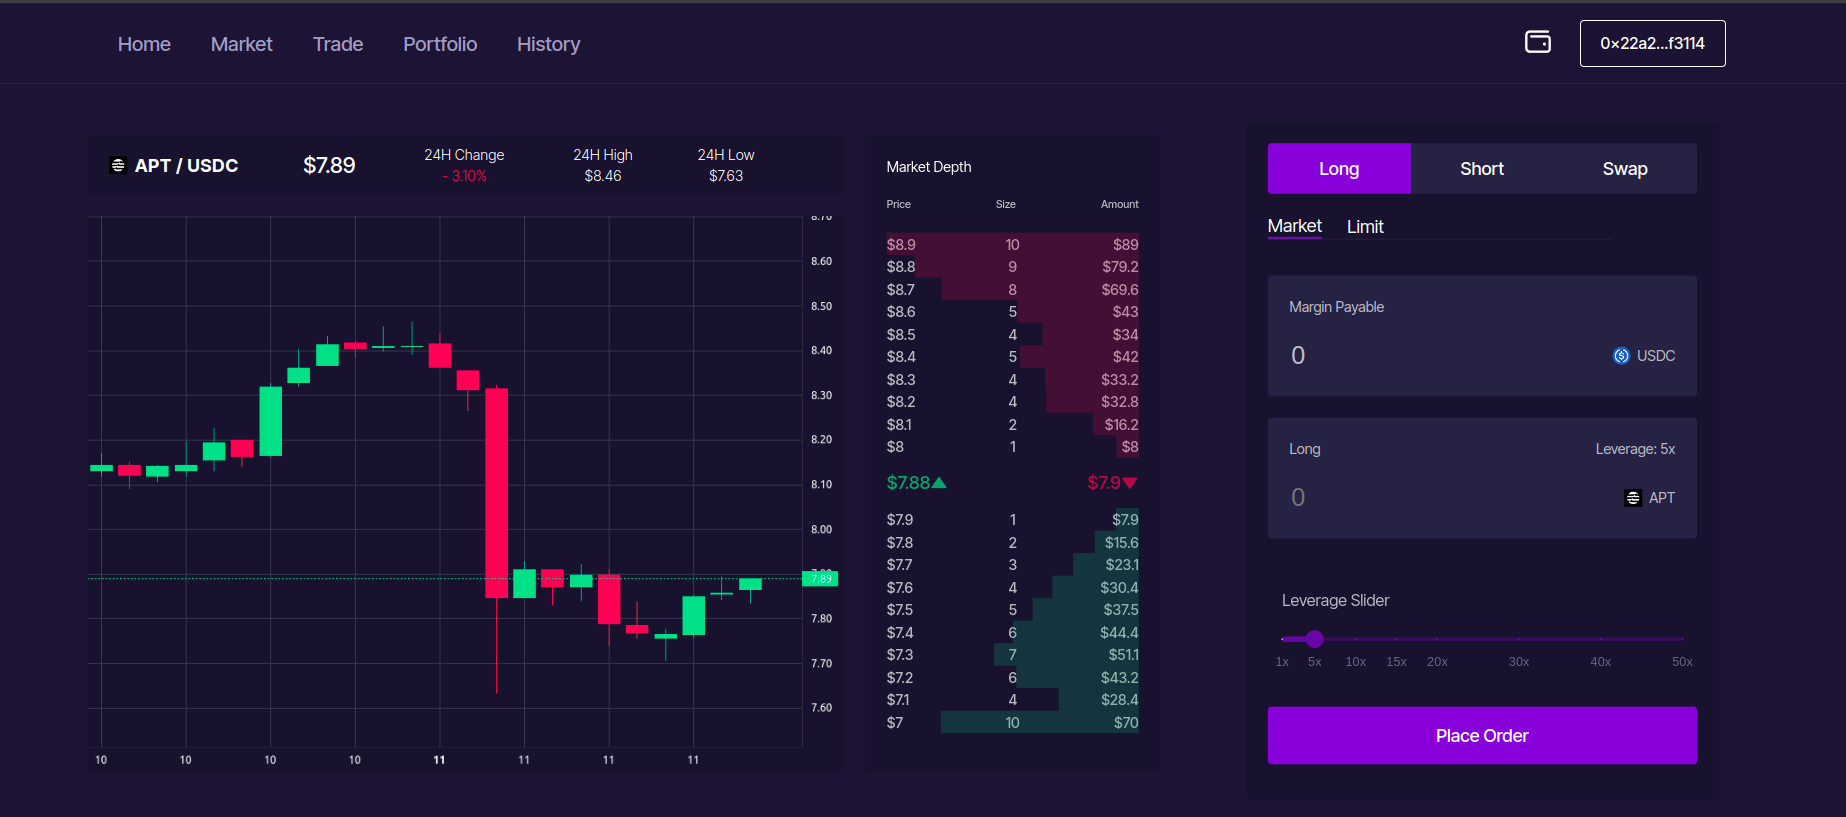 Home Market Trade Portfolio History
0×22a2...f3114
APT / USDC
$7.89
24H Change
- 3.10%
24H High
$8.46
24H Low
$7.63
8.70
8.60
8.50
8.40
8.30
8.20
8.10
8.00
7.90
7.89
7.80
7.70
7.60
10 10 10 10 11 11 11 11
Market Depth
Price Size Amount
$8.9 10 $89
$8.8 9 $79.2
$8.7 8 $69.6
$8.6 5 $43
$8.5 4 $34
$8.4 5 $42
$8.3 4 $33.2
$8.2 4 $32.8
$8.1 2 $16.2
$8 1 $8
$7.88▲ $7.9▼
$7.9 1 $7.9
$7.8 2 $15.6
$7.7 3 $23.1
$7.6 4 $30.4
$7.5 5 $37.5
$7.4 6 $44.4
$7.3 7 $51.1
$7.2 6 $43.2
$7.1 4 $28.4
$7 10 $70
Long Short Swap
Market Limit
Margin Payable
0 USDC
Long Leverage: 5x
0 APT
Leverage Slider
1x 5x 10x 15x 20x 30x 40x 50x
Place Order